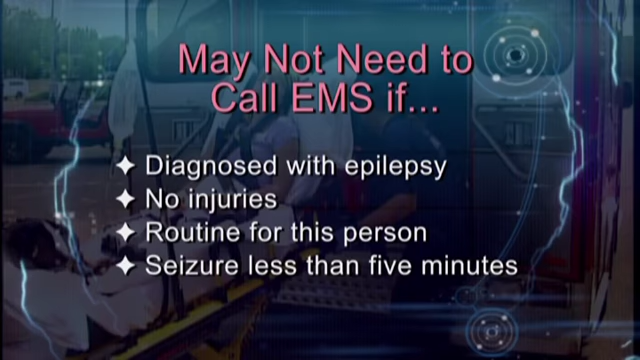 May Not Need to
Call EMS if...
Diagnosed with epilepsy
No injuries
Routine for this person
Seizure less than five minutes